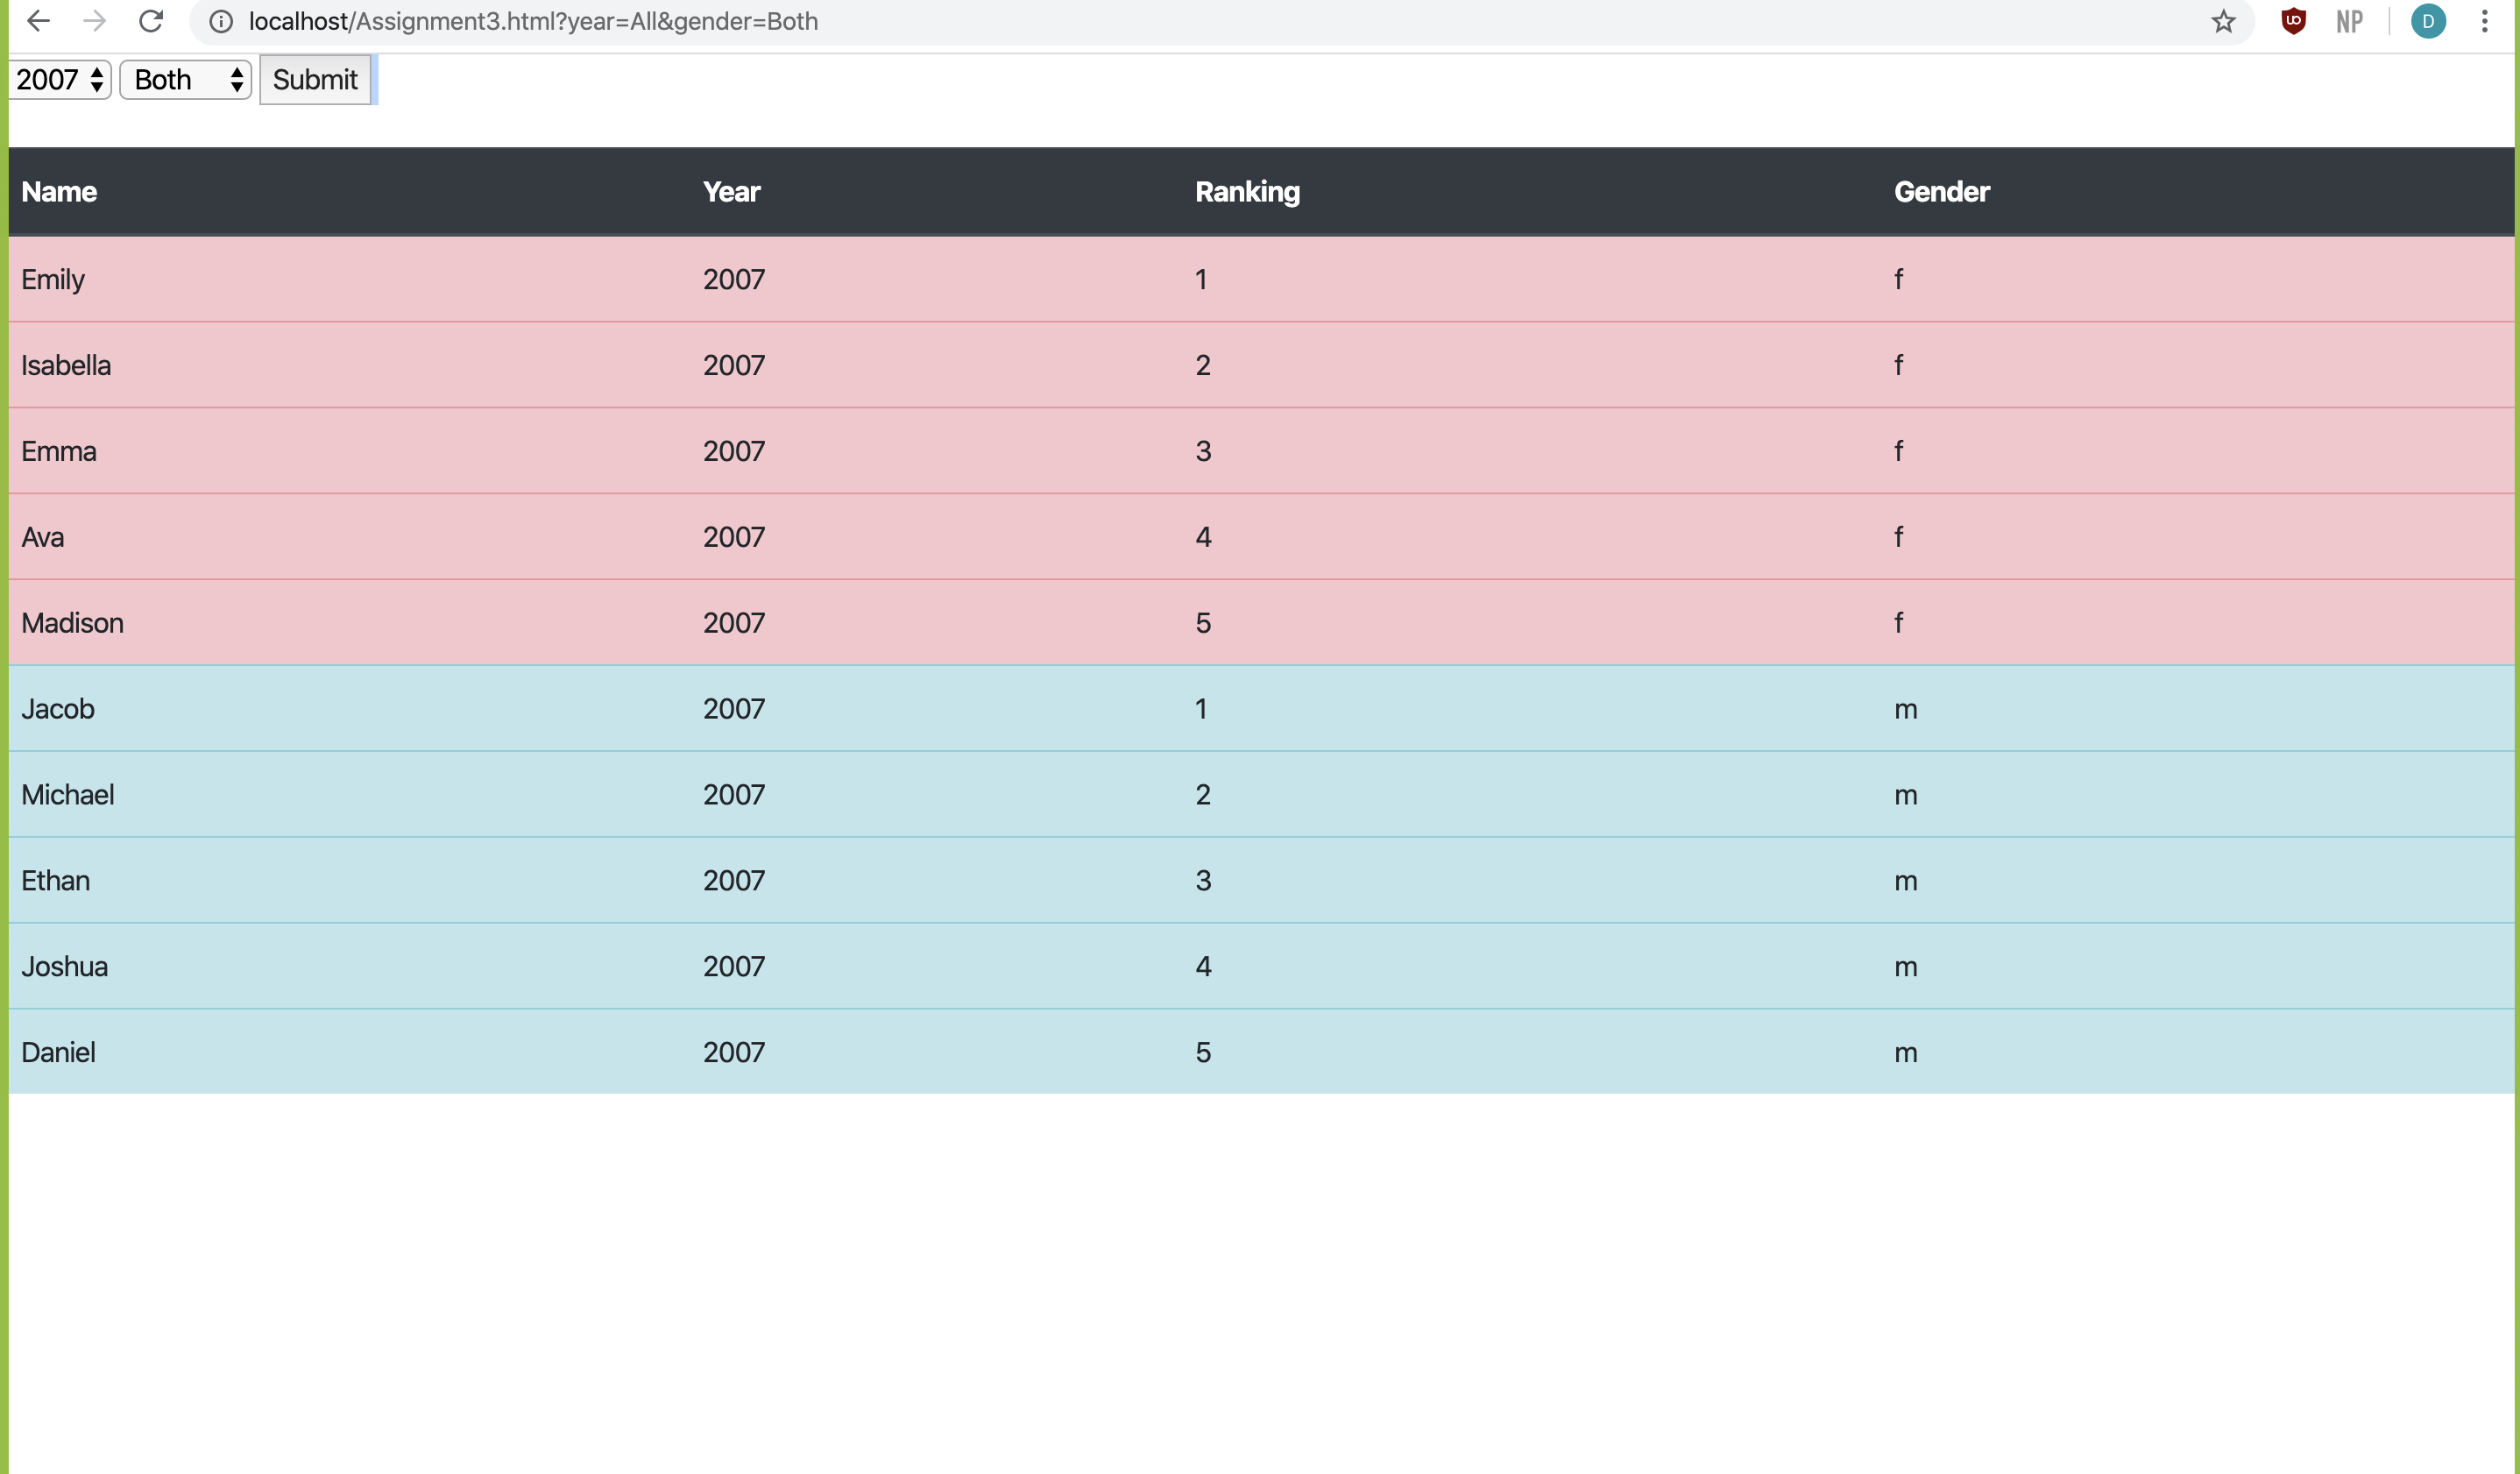 localhost/Assignment3.html?year=All&gender=Both NP D
2007 Both Submit
Name Year Ranking Gender
Emily 2007 1 f
Isabella 2007 2 f
Emma 2007 3 f
Ava 2007 4 f
Madison 2007 5 f
Jacob 2007 1 m
Michael 2007 2 m
Ethan 2007 3 m
Joshua 2007 4 m
Daniel 2007 5 m